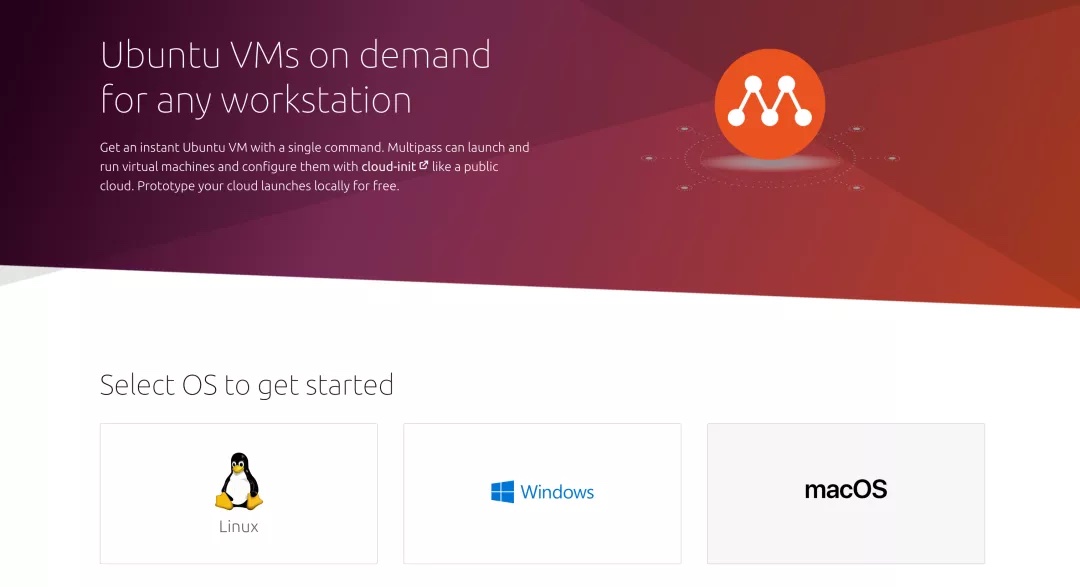 Ubuntu VMs on demand
for any workstation
Get an instant Ubuntu VM with a single command. Multipass can launch and
run virtual machines and configure them with cloud-init like a public
cloud. Prototype your cloud launches locally for free.
Select OS to get started
Linux
Windows
macOS